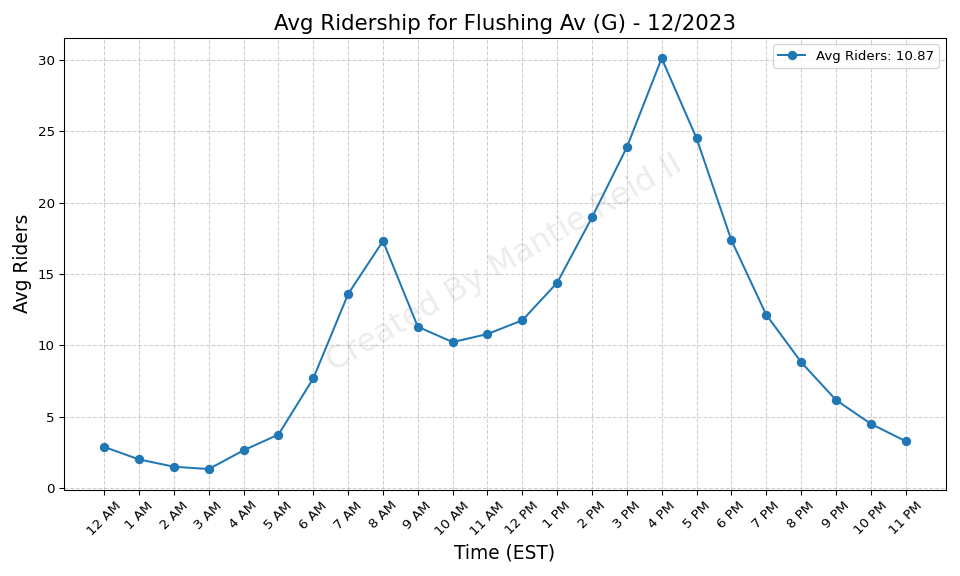 Avg Ridership for Flushing Av (G) - 12/2023
Avg Riders: 10.87
30
25
20
15
10
5
0
Avg Riders
Created By Mantie Reid II
12 AM
1 AM
2 AM
3 AM
4 AM
5 AM
6 AM
7 AM
8 AM
9 AM
10 AM
11 AM
12 PM
1 PM
2 PM
3 PM
4 PM
5 PM
6 PM
7 PM
8 PM
9 PM
10 PM
11 PM
Time (EST)